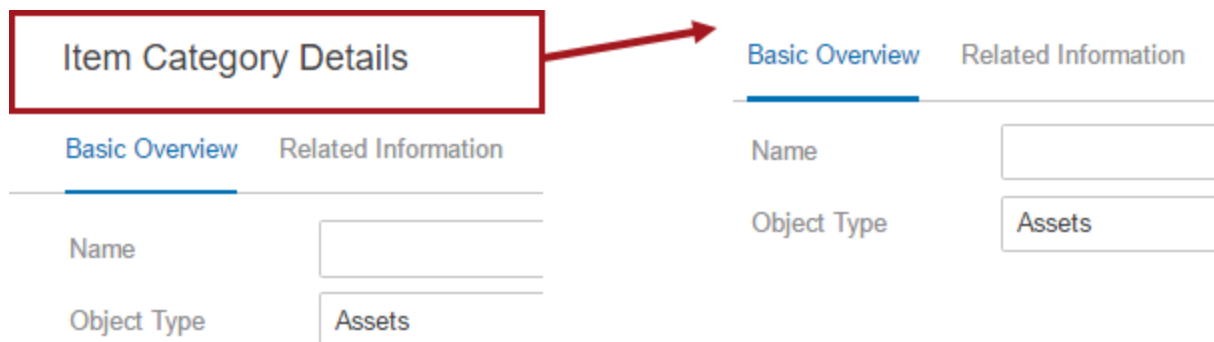 Item Category Details
Basic Overview Related Information
Name
Object Type Assets
Basic Overview Related Information
Name
Object Type Assets